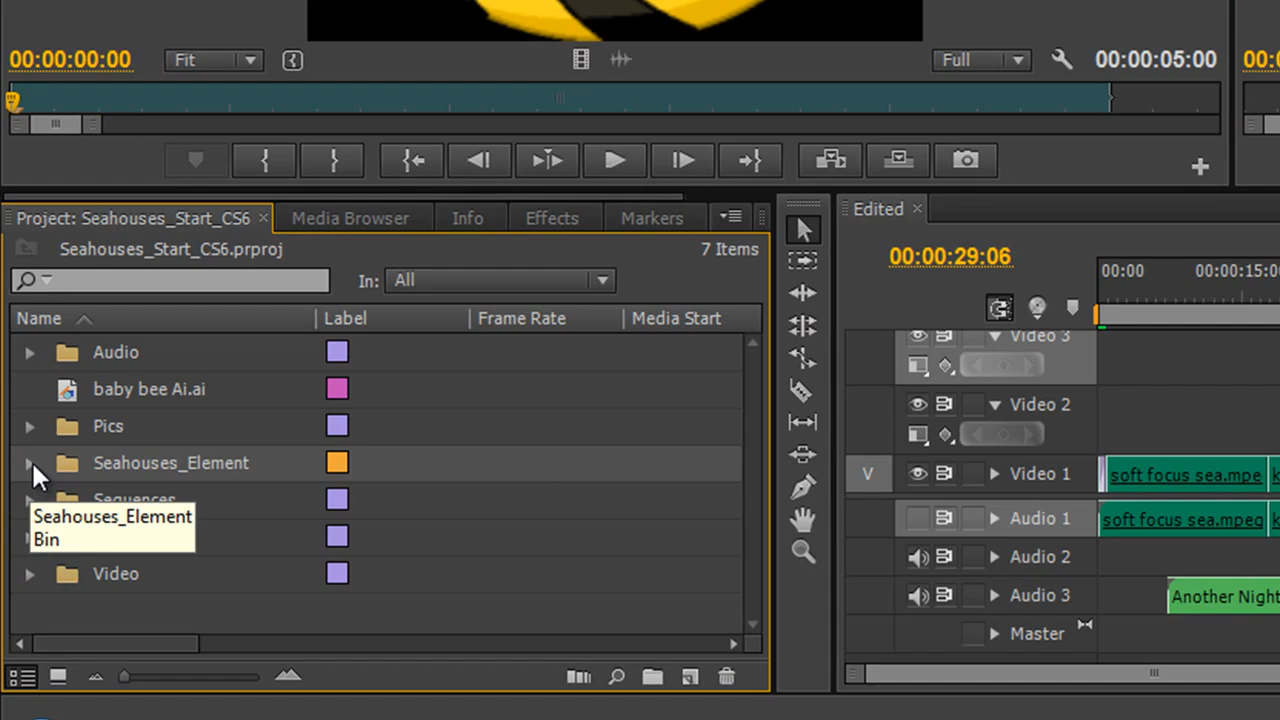 00:00:00:00
Fit
Full
00:00:05:00
00:0
Project: Seahouses_Start_CS6 ×
Media Browser
Info
Effects
Markers
Seahouses_Start_CS6.prproj
7 Items
In: All
Name
Label
Frame Rate
Media Start
Audio
baby bee Ai.ai
Pics
Seahouses_Element
Sequences
Seahouses_Element
Bin
Video
Edited ×
00:00:29:06
00:00
00:00:15:0
Video 3
Video 2
V
Video 1
soft focus sea.mpe
k
Audio 1
soft focus sea.mpeg
k
Audio 2
Audio 3
Another Night
Master